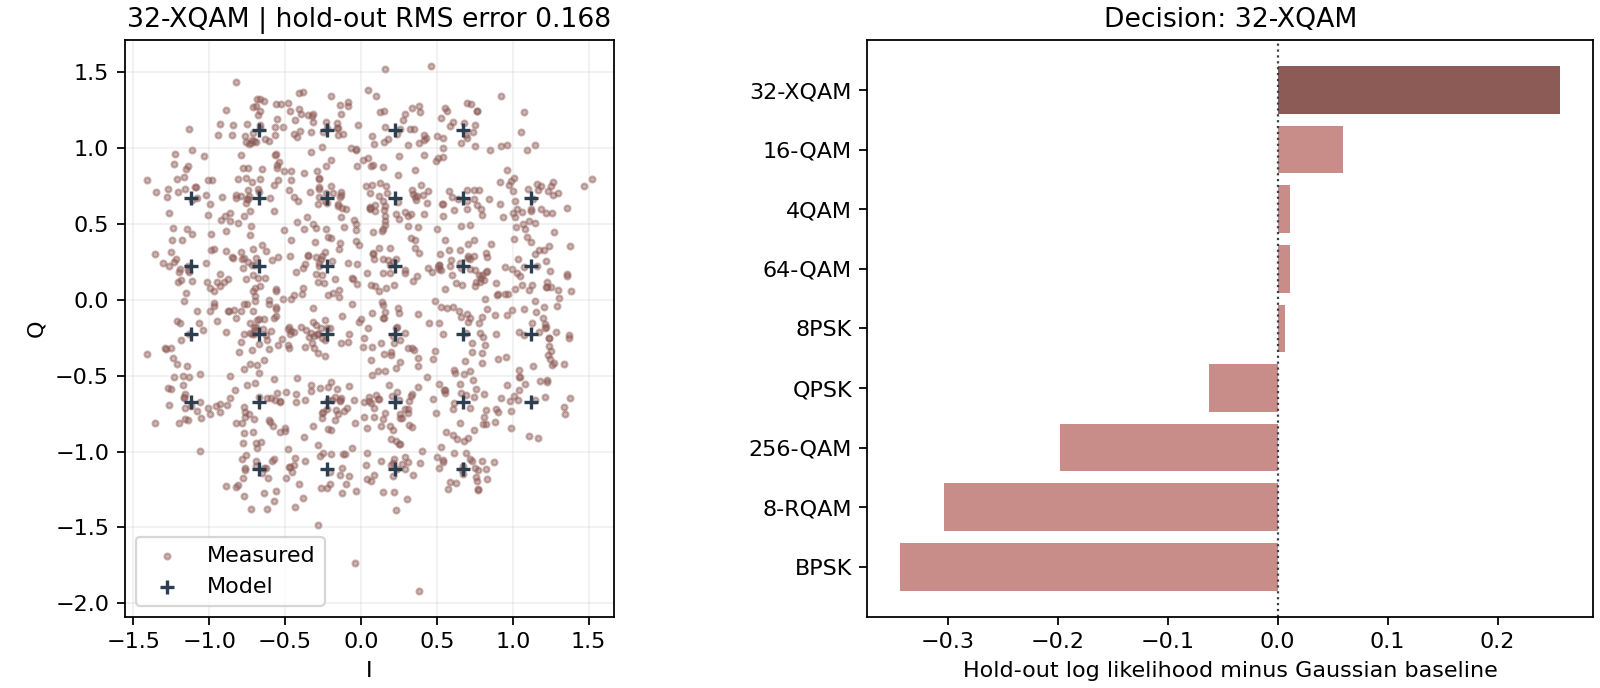 32-XQAM | hold-out RMS error 0.168
1.5
1.0
0.5
0.0
−0.5
−1.0
−1.5
−2.0
Q
Measured
Model
−1.5 −1.0 −0.5 0.0 0.5 1.0 1.5
I
Decision: 32-XQAM
32-XQAM
16-QAM
4QAM
64-QAM
8PSK
QPSK
256-QAM
8-RQAM
BPSK
−0.3 −0.2 −0.1 0.0 0.1 0.2
Hold-out log likelihood minus Gaussian baseline